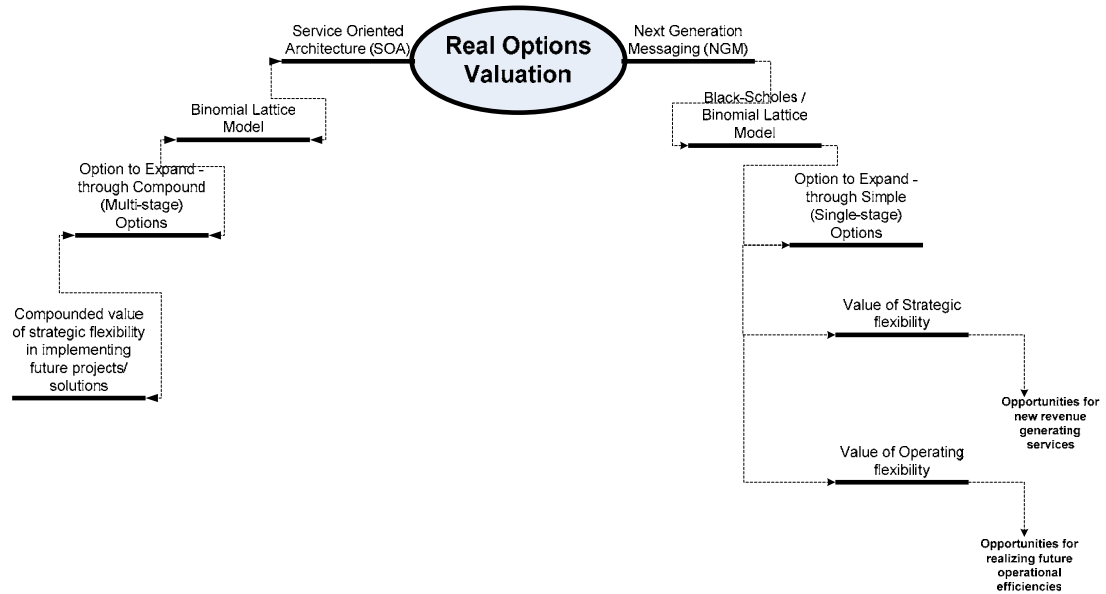 Real Options
Valuation
Service Oriented
Architecture (SOA)
Binomial Lattice
Model
Option to Expand -
through Compound
(Multi-stage)
Options
Compounded value
of strategic flexibility
in implementing
future projects/
solutions
Next Generation
Messaging (NGM)
Black-Scholes /
Binomial Lattice
Model
Option to Expand -
through Simple
(Single-stage)
Options
Value of Strategic
flexibility
Opportunities for
new revenue
generating
services
Value of Operating
flexibility
Opportunities for
realizing future
operational
efficiencies